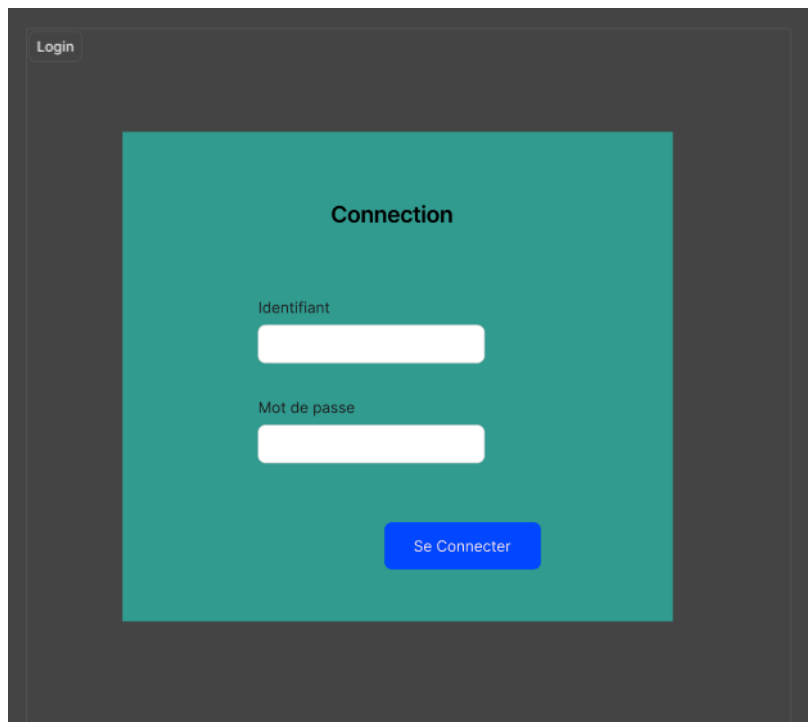 Login
Connection
Identifiant
Mot de passe
Se Connecter